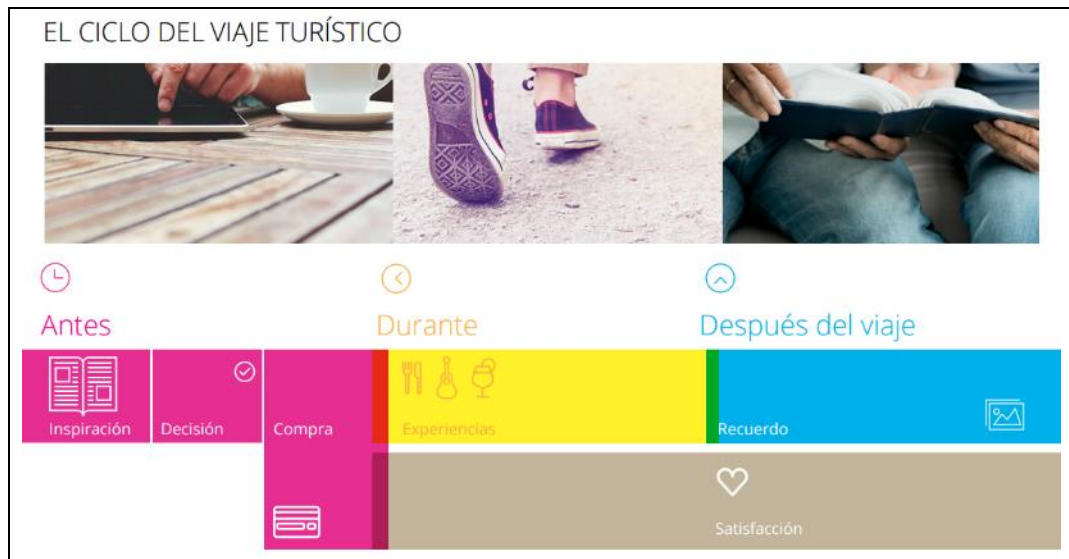 EL CICLO DEL VIAJE TURÍSTICO
Antes
Durante
Después del viaje
Inspiración
Decisión
Compra
Experiencias
Recuerdo
Satisfacción